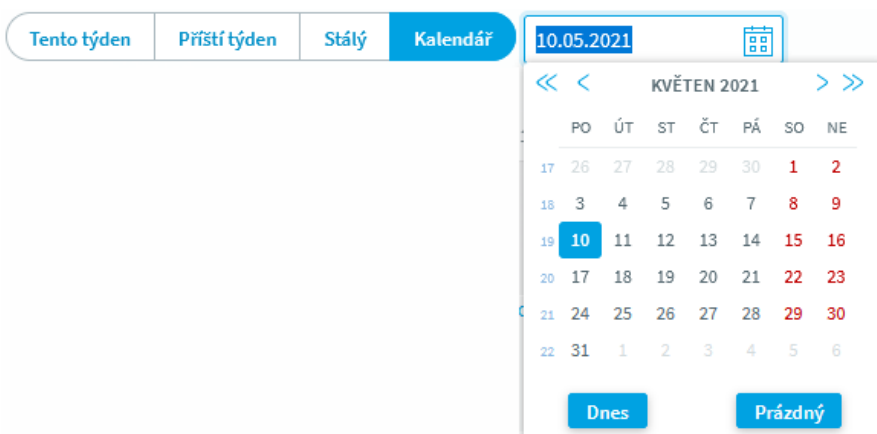 Tento týden Příští týden Stálý Kalendář 10.05.2021
KVĚTEN 2021
PO ÚT ST ČT PÁ SO NE
17 26 27 28 29 30 1 2
18 3 4 5 6 7 8 9
19 10 11 12 13 14 15 16
20 17 18 19 20 21 22 23
21 24 25 26 27 28 29 30
22 31 1 2 3 4 5 6
Dnes Prázdný